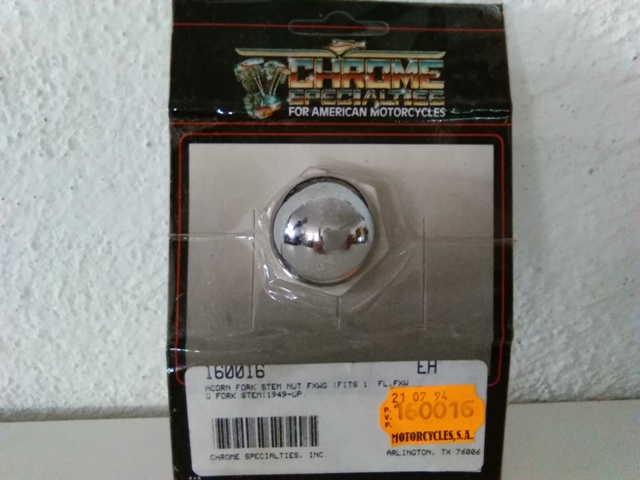 CHROME
SPECIALTIES
FOR AMERICAN MOTORCYCLES
160016 EA
ACORN FORK STEM NUT FXWG :FITS 1 FL,FXW
G FORK STEM:1949-UP
21 07 94
P.V.P. 160016
MOTORCYCLES, S.A.
CHROME SPECIALTIES, INC ARLINGTON, TX 76006